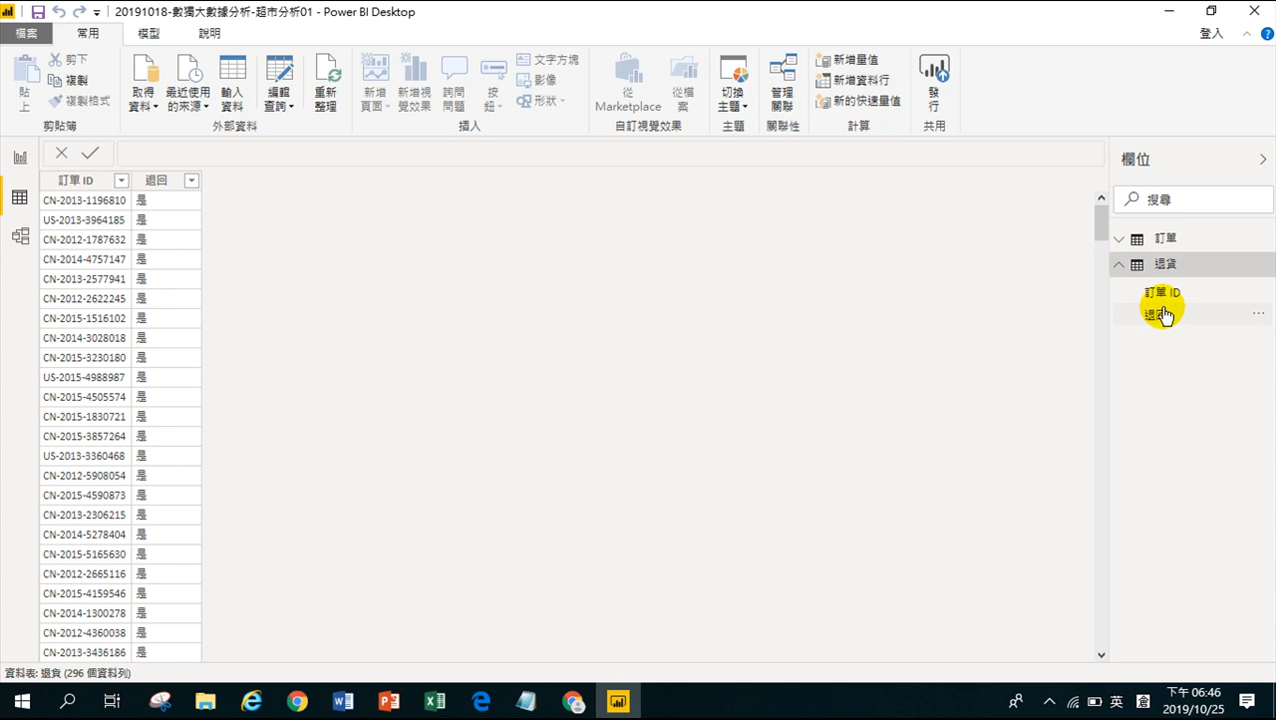 20191018-數獨大數據分析-超市分析01 - Power BI Desktop
檔案 常用 模型 說明 登入
貼上 剪下 複製 複製格式
取得資料 最近使用的來源 輸入資料 編輯查詢 重新整理
新增頁面 新增視覺效果 詢問問題 按鈕 文字方塊 影像 形狀
從 Marketplace 從檔案 切換主題 管理關聯
新增量值 新增資料行 新的快速量值 發行
剪貼簿 外部資料 插入 自訂視覺效果 主題 關聯性 計算 共用
欄位
搜尋
訂單
退貨
訂單 ID
訂單 ID 退回
CN-2013-1196810 是
US-2013-3964185 是
CN-2012-1787632 是
CN-2014-4757147 是
CN-2013-2577941 是
CN-2012-2622245 是
CN-2015-1516102 是
CN-2014-3028018 是
CN-2015-3230180 是
US-2015-4988987 是
CN-2015-4505574 是
CN-2015-1830721 是
CN-2015-3857264 是
US-2013-3360468 是
CN-2012-5908054 是
CN-2015-4590873 是
CN-2013-2306215 是
CN-2014-5278404 是
CN-2015-5165630 是
CN-2012-2665116 是
CN-2015-4159546 是
CN-2014-1300278 是
CN-2012-4360038 是
CN-2013-3436186 是
資料表: 退貨 (296 個資料列)
英
下午 06:46
2019/10/25